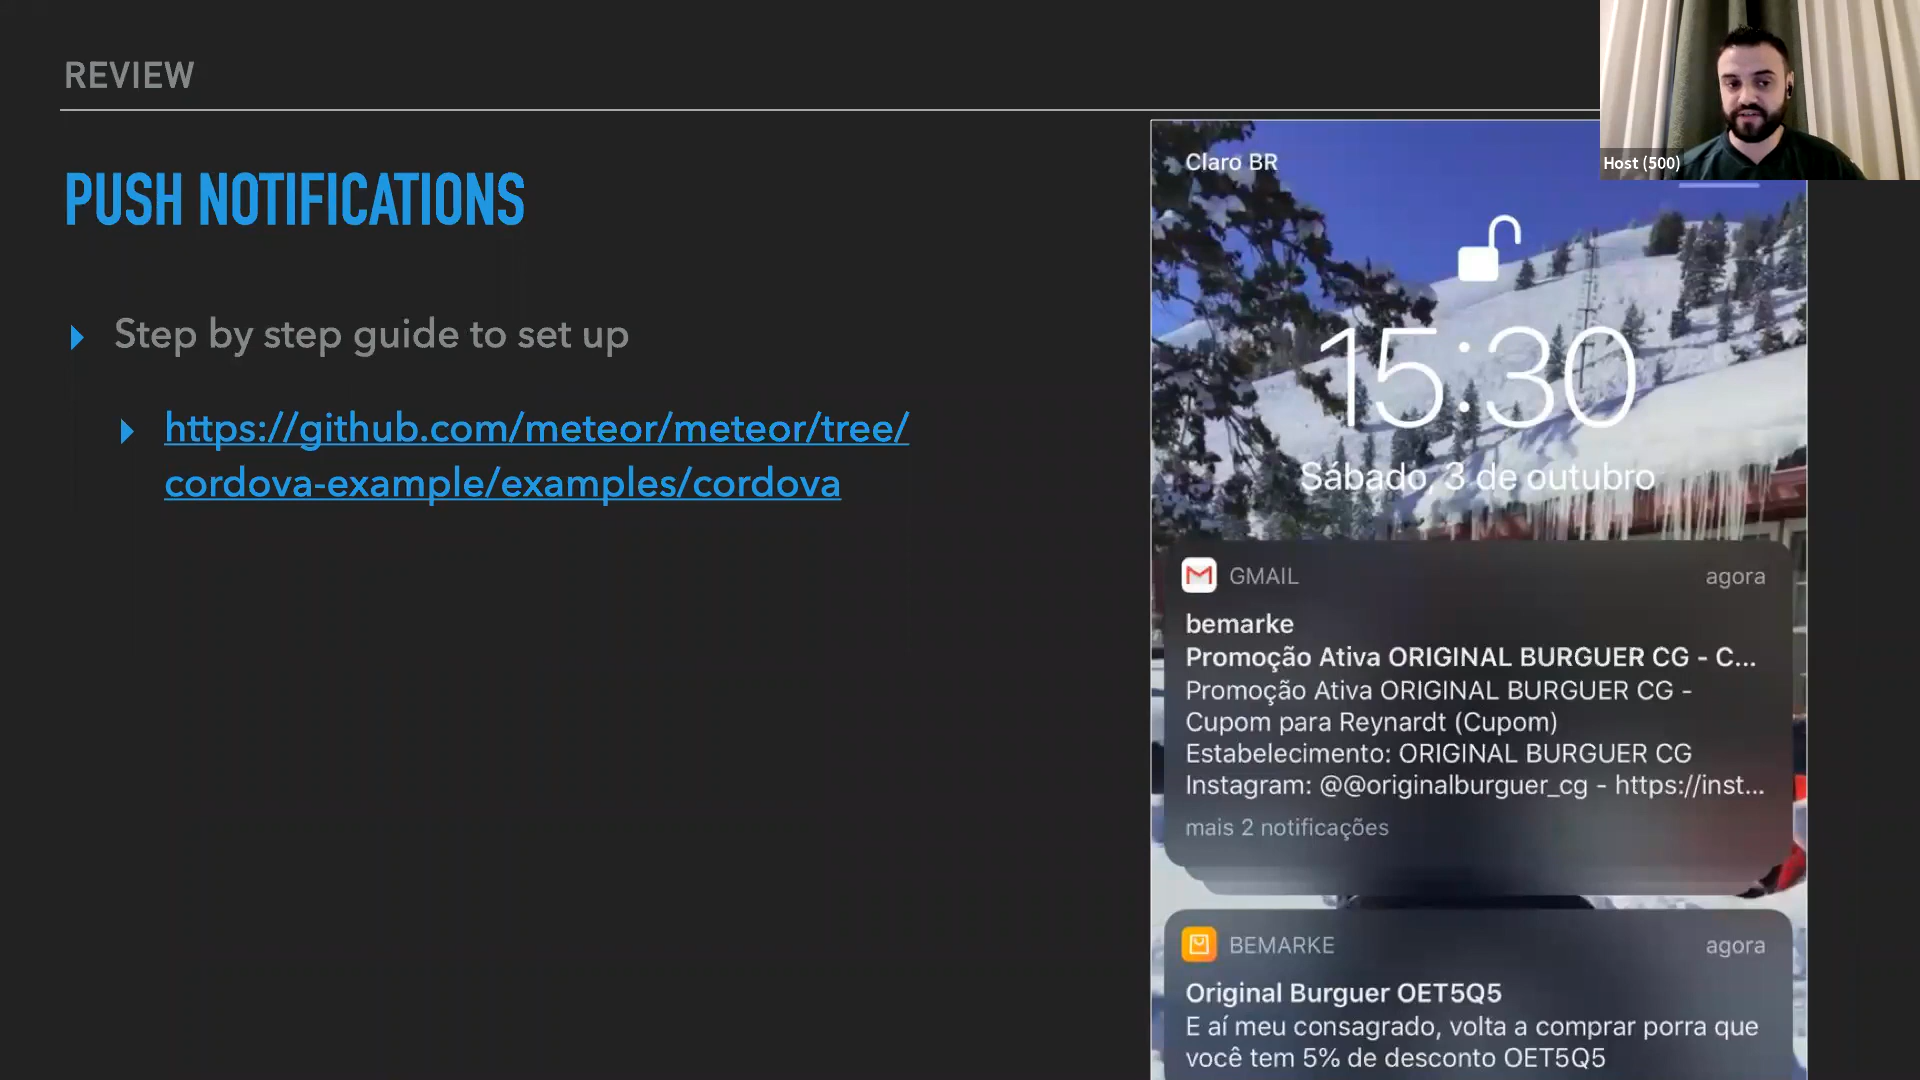 REVIEW
PUSH NOTIFICATIONS
Step by step guide to set up
https://github.com/meteor/meteor/tree/
cordova-example/examples/cordova
Host (500)
Claro BR
15:30
Sábado, 3 de outubro
GMAIL agora
bemarke
Promoção Ativa ORIGINAL BURGUER CG - C...
Promoção Ativa ORIGINAL BURGUER CG -
Cupom para Reynardt (Cupom)
Estabelecimento: ORIGINAL BURGUER CG
Instagram: @@originalburguer_cg - https://inst...
mais 2 notificações
BEMARKE agora
Original Burguer OET5Q5
E aí meu consagrado, volta a comprar porra que
você tem 5% de desconto OET5Q5